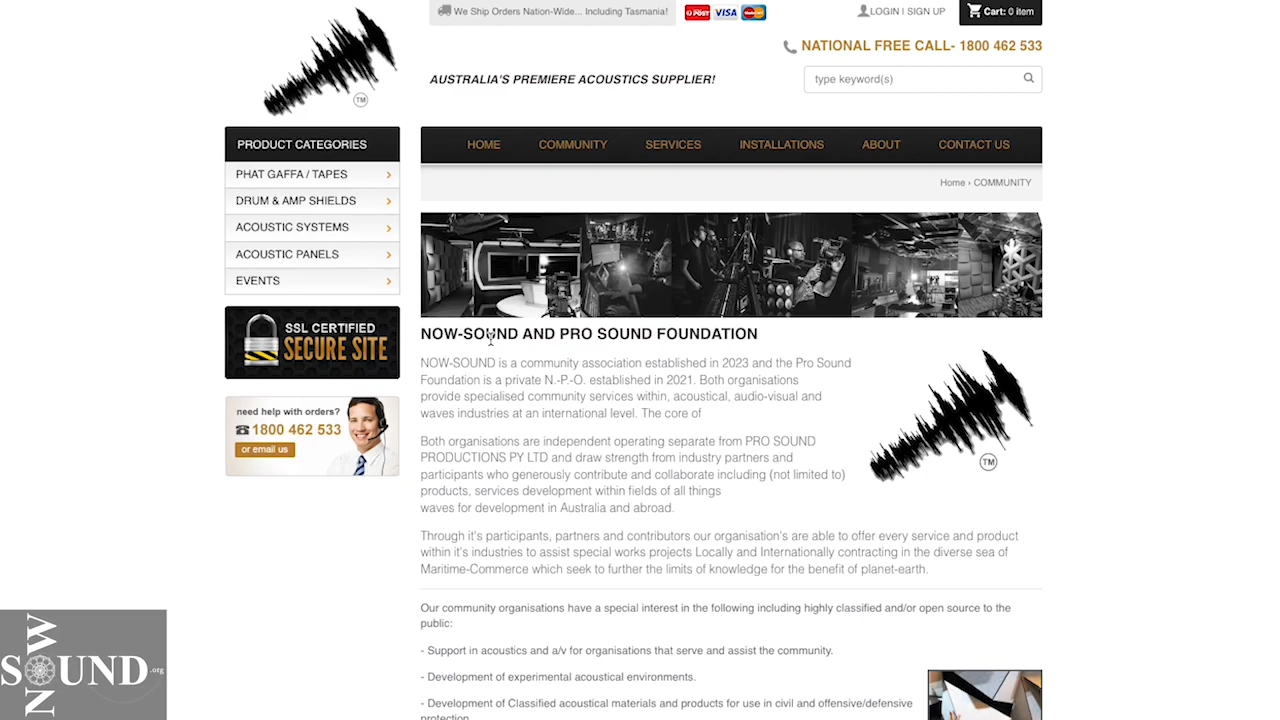 We Ship Orders Nation-Wide... Including Tasmania!
POST VISA
LOGIN | SIGN UP
Cart: 0 item
NATIONAL FREE CALL- 1800 462 533
AUSTRALIA'S PREMIERE ACOUSTICS SUPPLIER!
type keyword(s)
TM
PRODUCT CATEGORIES
PHAT GAFFA / TAPES
DRUM & AMP SHIELDS
ACOUSTIC SYSTEMS
ACOUSTIC PANELS
EVENTS
SSL CERTIFIED
SECURE SITE
need help with orders?
1800 462 533
or email us
HOME COMMUNITY SERVICES INSTALLATIONS ABOUT CONTACT US
Home › COMMUNITY
NOW-SOUND AND PRO SOUND FOUNDATION
NOW-SOUND is a community association established in 2023 and the Pro Sound
Foundation is a private N.-P.-O. established in 2021. Both organisations
provide specialised community services within, acoustical, audio-visual and
waves industries at an international level. The core of
Both organisations are independent operating separate from PRO SOUND
PRODUCTIONS PY LTD and draw strength from industry partners and
participants who generously contribute and collaborate including (not limited to)
products, services development within fields of all things
waves for development in Australia and abroad.
TM
Through it's participants, partners and contributors our organisation's are able to offer every service and product
within it's industries to assist special works projects Locally and Internationally contracting in the diverse sea of
Maritime-Commerce which seek to further the limits of knowledge for the benefit of planet-earth.
Our community organisations have a special interest in the following including highly classified and/or open source to the
public:
- Support in acoustics and a/v for organisations that serve and assist the community.
- Development of experimental acoustical environments.
- Development of Classified acoustical materials and products for use in civil and offensive/defensive
protection
NOW
SOUND.org